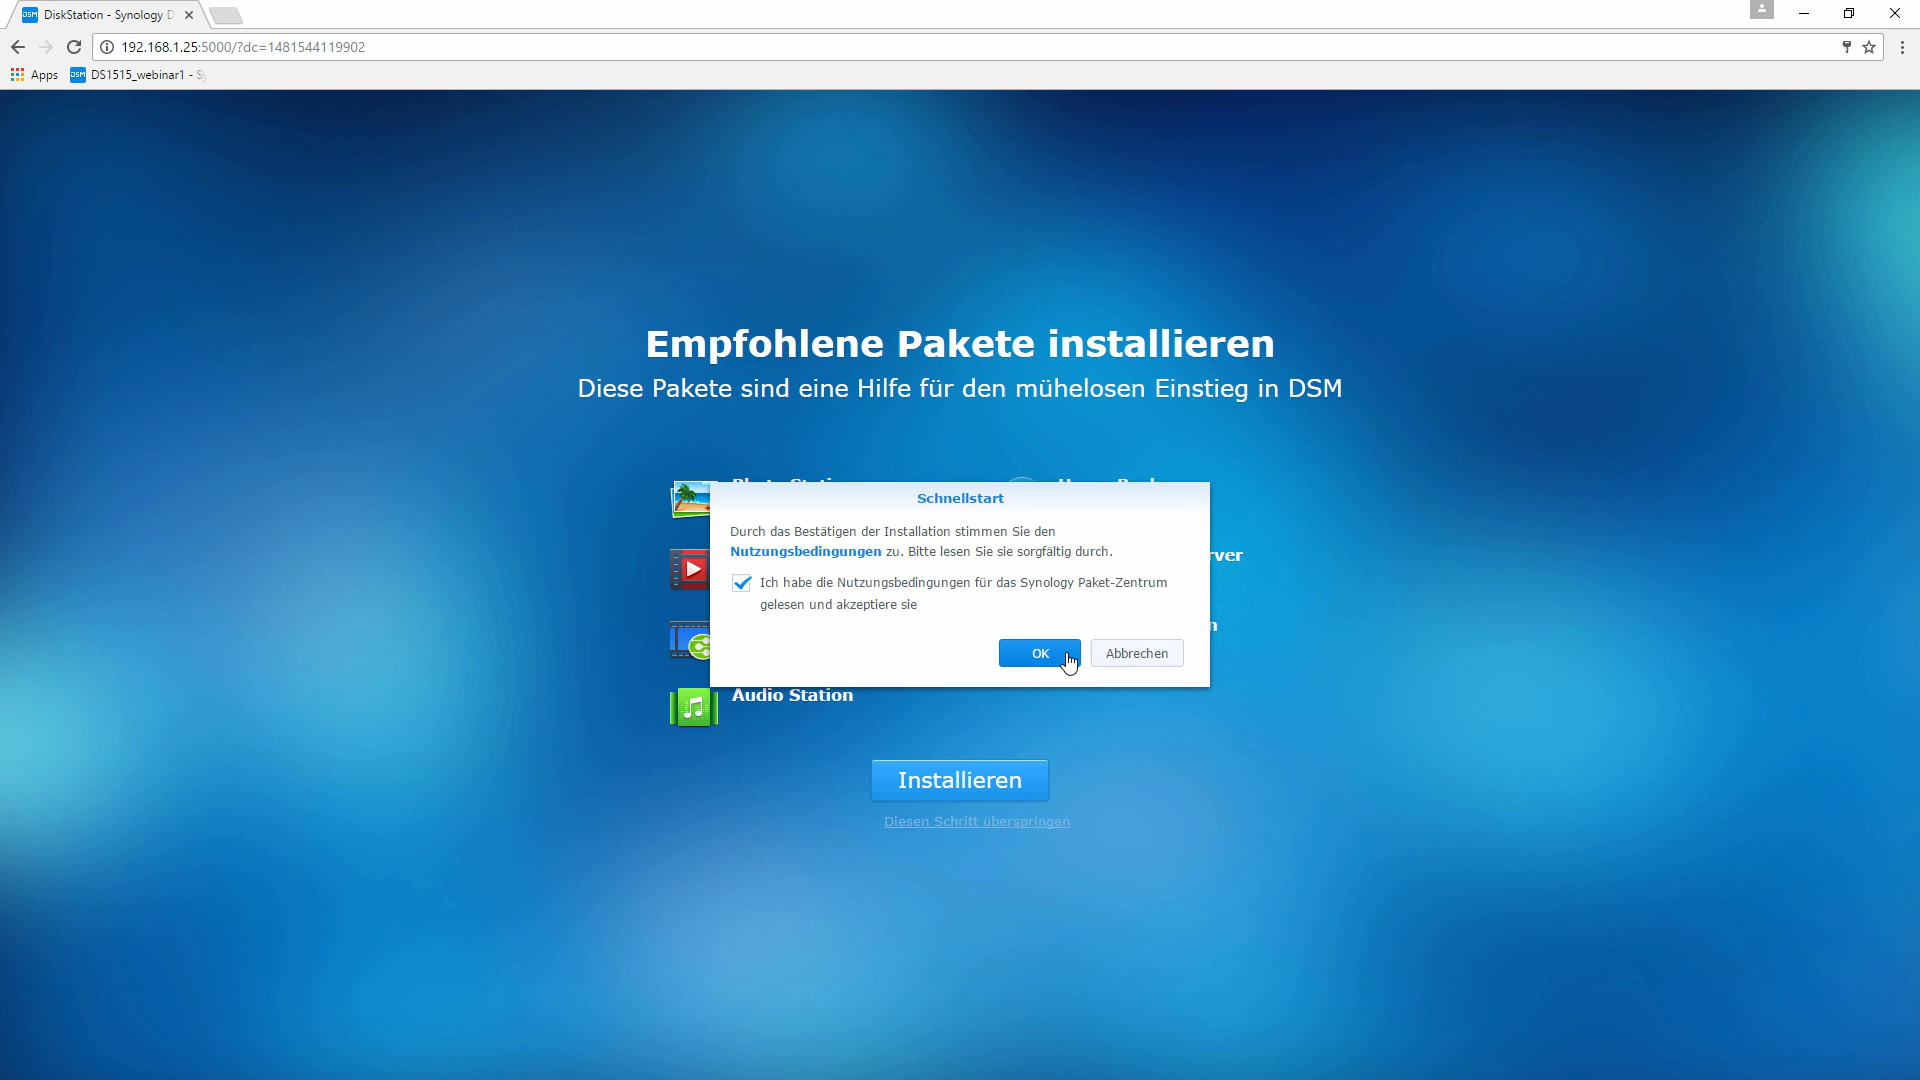 DiskStation - Synology D
192.168.1.25:5000/?dc=1481544119902
Apps
DS1515_webinar1 - Sy
Empfohlene Pakete installieren
Diese Pakete sind eine Hilfe für den mühelosen Einstieg in DSM
Schnellstart
Durch das Bestätigen der Installation stimmen Sie den
Nutzungsbedingungen zu. Bitte lesen Sie sie sorgfältig durch.
Ich habe die Nutzungsbedingungen für das Synology Paket-Zentrum
gelesen und akzeptiere sie
OK
Abbrechen
Audio Station
Installieren
Diesen Schritt überspringen